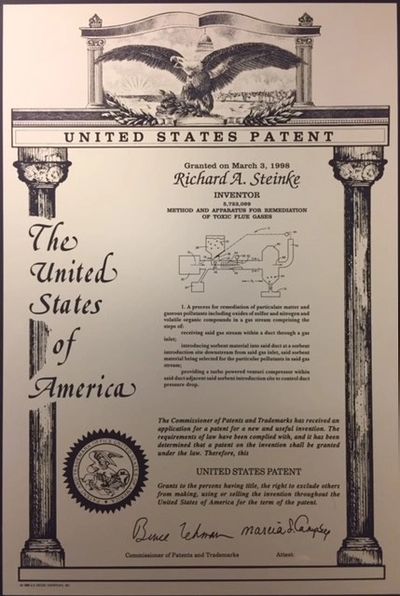 UNITED STATES PATENT
Granted on March 3, 1998
Richard A. Steinke
INVENTOR
5,723,089
METHOD AND APPARATUS FOR REMEDIATION
OF TOXIC FLUE GASES
The
United
States
of
America
1. A process for remediation of particulate matter and
gaseous pollutants including oxides of sulfur and nitrogen and
volatile organic compounds in a gas stream comprising the
steps of:
receiving said gas stream within a duct through a gas
inlet;
introducing sorbent material into said duct at a sorbent
introduction site downstream from said gas inlet, said sorbent
material being selected for the particular pollutants in said gas
stream;
providing a turbo powered venturi compressor within
said duct adjacent said sorbent introduction site to control duct
pressure drop.
The Commissioner of Patents and Trademarks has received an
application for a patent for a new and useful invention. The
requirements of law have been complied with, and it has been
determined that a patent on the invention shall be granted
under the law. Therefore, this
UNITED STATES PATENT
Grants to the persons having title, the right to exclude others
from making, using or selling the invention throughout the
United States of America for the term of the patent.
Bruce Lehman
Commissioner of Patents and Trademarks
Attest.